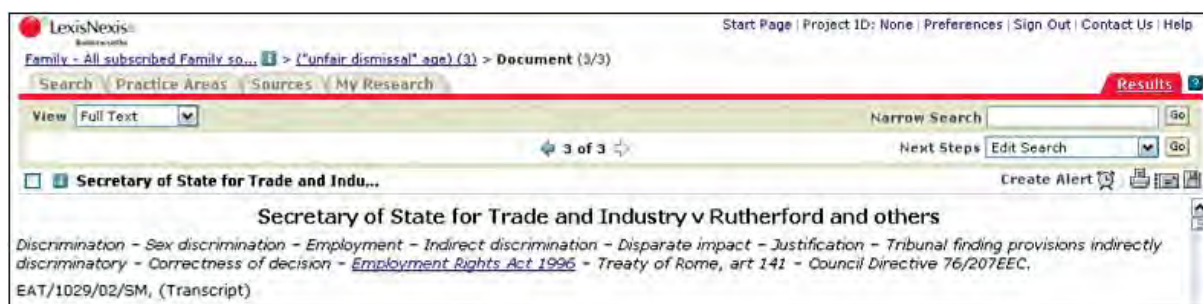 LexisNexis Start Page | Project ID: None | Preferences | Sign Out | Contact Us | Help
Butterworths
Family - All subscribed Family so... > ("unfair dismissal" age) (3) > Document (3/3)
Search Practice Areas Sources My Research Results ?
View Full Text Narrow Search Go
3 of 3 Next Steps Edit Search Go
Secretary of State for Trade and Indu... Create Alert
Secretary of State for Trade and Industry v Rutherford and others
Discrimination – Sex discrimination – Employment – Indirect discrimination – Disparate impact – Justification – Tribunal finding provisions indirectly
discriminatory – Correctness of decision – Employment Rights Act 1996 – Treaty of Rome, art 141 – Council Directive 76/207EEC.
EAT/1029/02/SM, (Transcript)